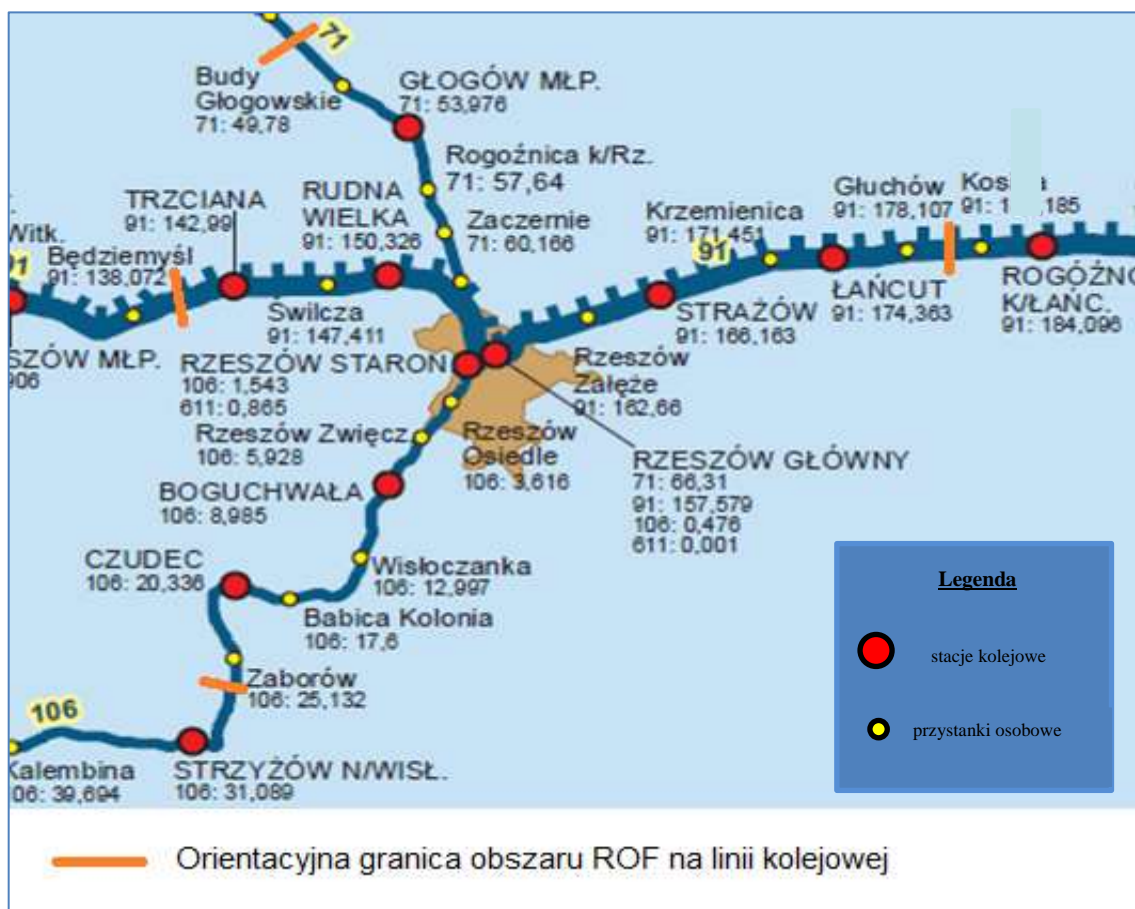 71
Budy
Głogowskie
71: 49,78
GŁOGÓW MŁP.
71: 53,976
Rogoźnica k/Rz.
71: 57,64
Zaczernie
71: 60,166
TRZCIANA
91: 142,99
RUDNA
WIELKA
91: 150,326
Krzemienica
91: 171,451
91
Głuchów
91: 178,107
91:
185
Witk.
Będziemyśl
91: 138,072
Świlcza
91: 147,411
STRAŻÓW
91: 166,163
ŁAŃCUT
91: 174,363
K/ŁAŃC.
91: 184,096
SZÓW MŁP.
906
RZESZÓW STAROŃ
106: 1,543
611: 0,865
Rzeszów
Załęże
91: 162,66
Rzeszów Zwięcz.
106: 5,928
Rzeszów
Osiedle
106: 3,616
RZESZÓW GŁÓWNY
71: 66,31
91: 157,579
106: 0,476
611: 0,001
BOGUCHWAŁA
106: 8,985
CZUDEC
106: 20,336
Wisłoczanka
106: 12,997
Babica Kolonia
106: 17,6
Zaborów
106: 25,132
106
Kalembina
106: 39,694
STRZYŻÓW N/WISŁ.
106: 31,089
Legenda
stacje kolejowe
przystanki osobowe
Orientacyjna granica obszaru ROF na linii kolejowej